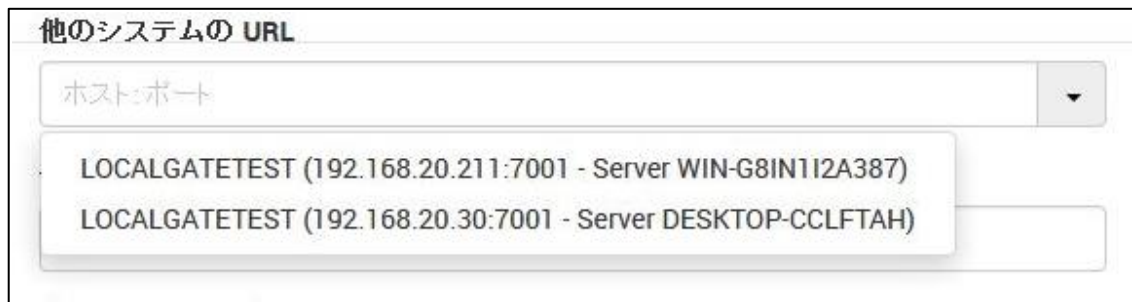 他のシステムの URL
ホスト:ポート
LOCALGATETEST (192.168.20.211:7001 - Server WIN-G8IN1I2A387)
LOCALGATETEST (192.168.20.30:7001 - Server DESKTOP-CCLFTAH)